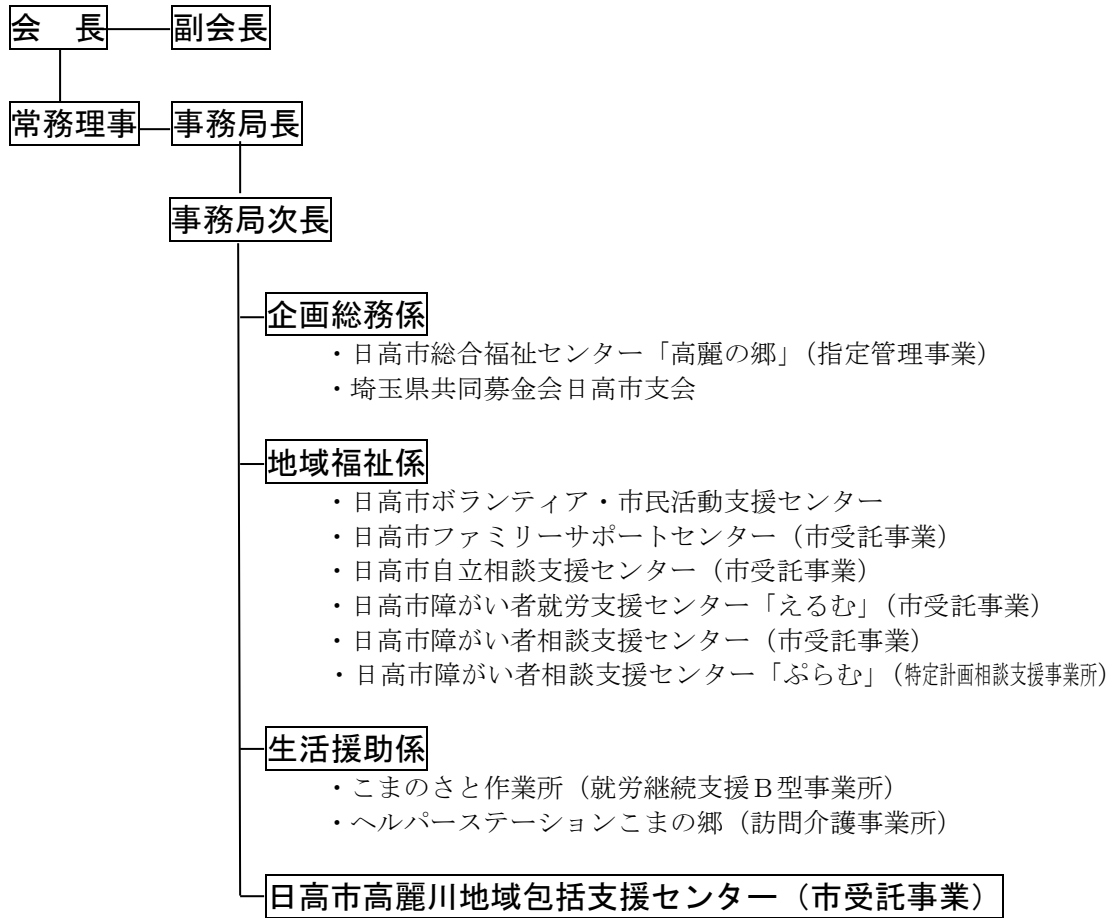 会　長 副会長
常務理事 事務局長
事務局次長
企画総務係
・日高市総合福祉センター「高麗の郷」（指定管理事業）
・埼玉県共同募金会日高市支会
地域福祉係
・日高市ボランティア・市民活動支援センター
・日高市ファミリーサポートセンター（市受託事業）
・日高市自立相談支援センター（市受託事業）
・日高市障がい者就労支援センター「えるむ」（市受託事業）
・日高市障がい者相談支援センター（市受託事業）
・日高市障がい者相談支援センター「ぷらむ」（特定計画相談支援事業所）
生活援助係
・こまのさと作業所（就労継続支援Ｂ型事業所）
・ヘルパーステーションこまの郷（訪問介護事業所）
日高市高麗川地域包括支援センター（市受託事業）